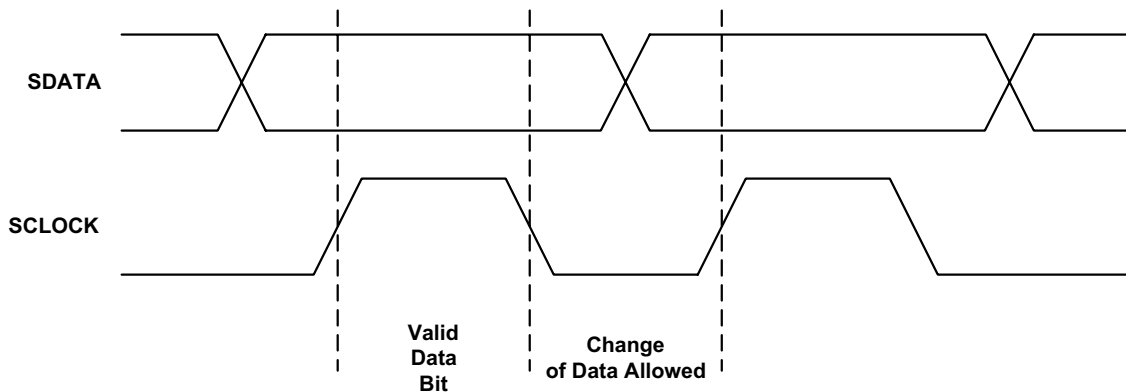 SDATA
SCLOCK
Valid
Data
Bit
Change
of Data Allowed